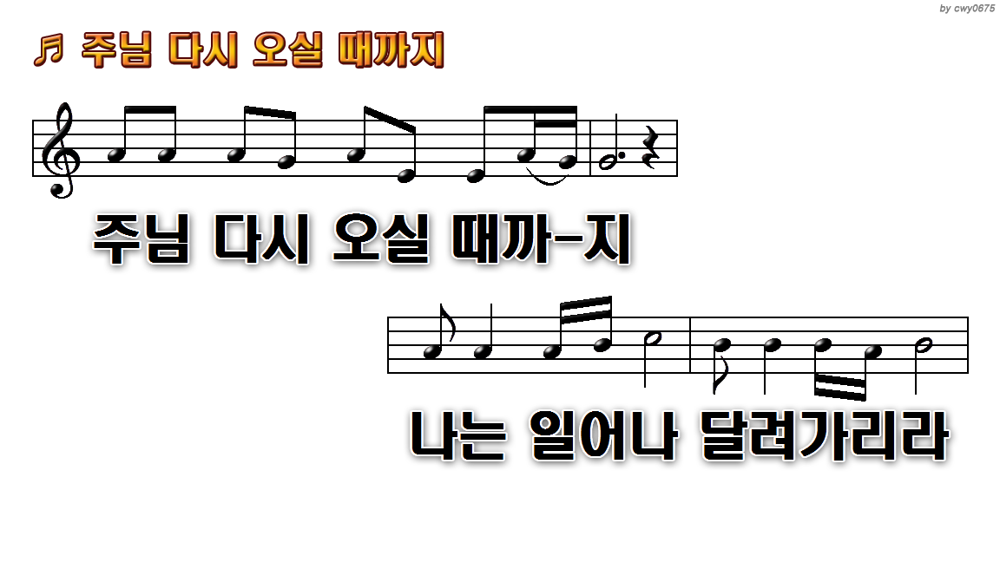 by cwy0675
♬ 주님 다시 오실 때까지
주님 다시 오실 때까-지
나는 일어나 달려가리라